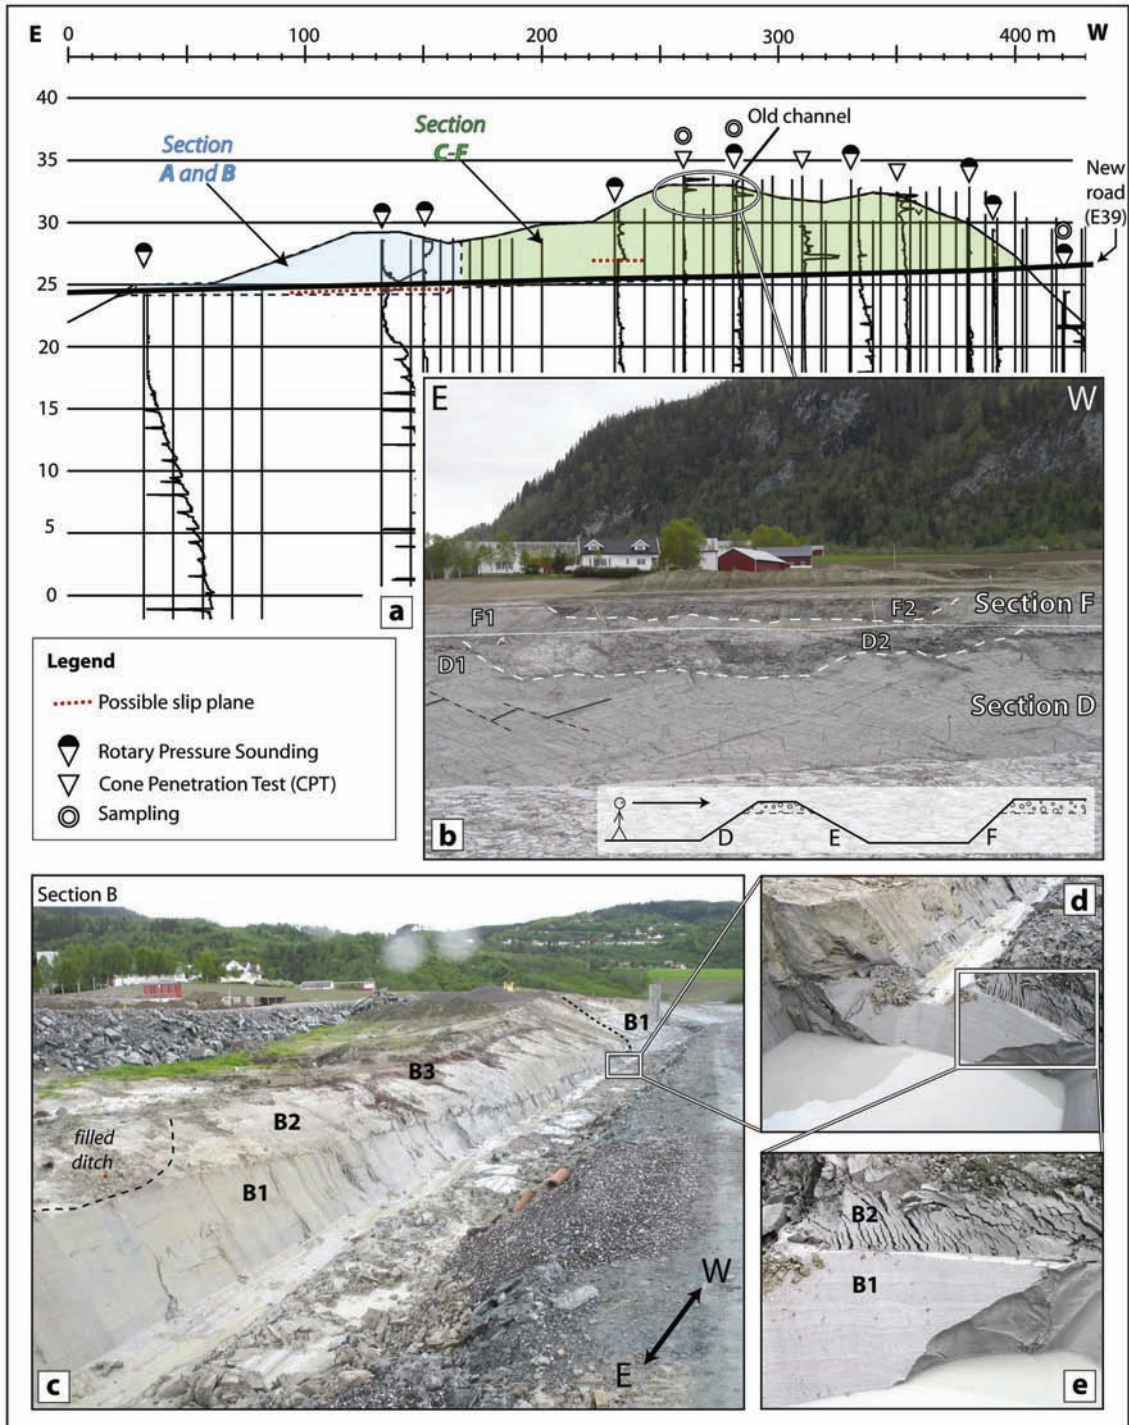 E 0 100 200 300 400 m W
40
35
30
25
20
15
10
5
0
Section
A and B
Section
C-F
Old channel
New
road
(E39)
a
E
W
F1
F2
Section F
D1
D2
Section D
D
E
F
b
Legend
Possible slip plane
Rotary Pressure Sounding
Cone Penetration Test (CPT)
Sampling
Section B
B1
B3
B2
filled
ditch
B1
W
E
c
d
B2
B1
e